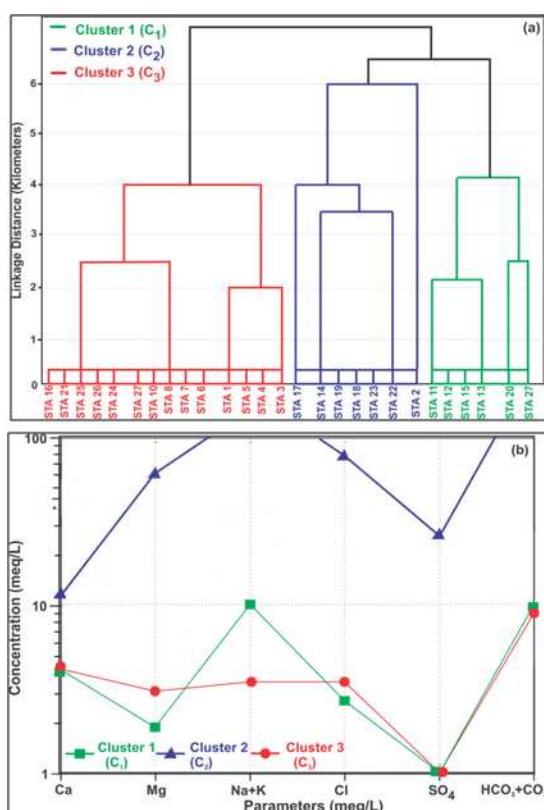 (a)
Cluster 1 (C₁)
Cluster 2 (C₂)
Cluster 3 (C₃)
Linkage Distance (Kilometers)
6
5
4
3
2
1
0
STA 16
STA 21
STA 25
STA 26
STA 24
STA 27
STA 10
STA 8
STA 7
STA 6
STA 1
STA 5
STA 4
STA 3
STA 17
STA 14
STA 19
STA 18
STA 23
STA 22
STA 2
STA 11
STA 12
STA 15
STA 13
STA 20
STA 27
(b)
100
10
1
Concentration (meq/L)
Cluster 1
(C₁)
Cluster 2
(C₂)
Cluster 3
Ca Mg Na+K Cl SO₄ HCO₃+CO
Parameters (meq/L)